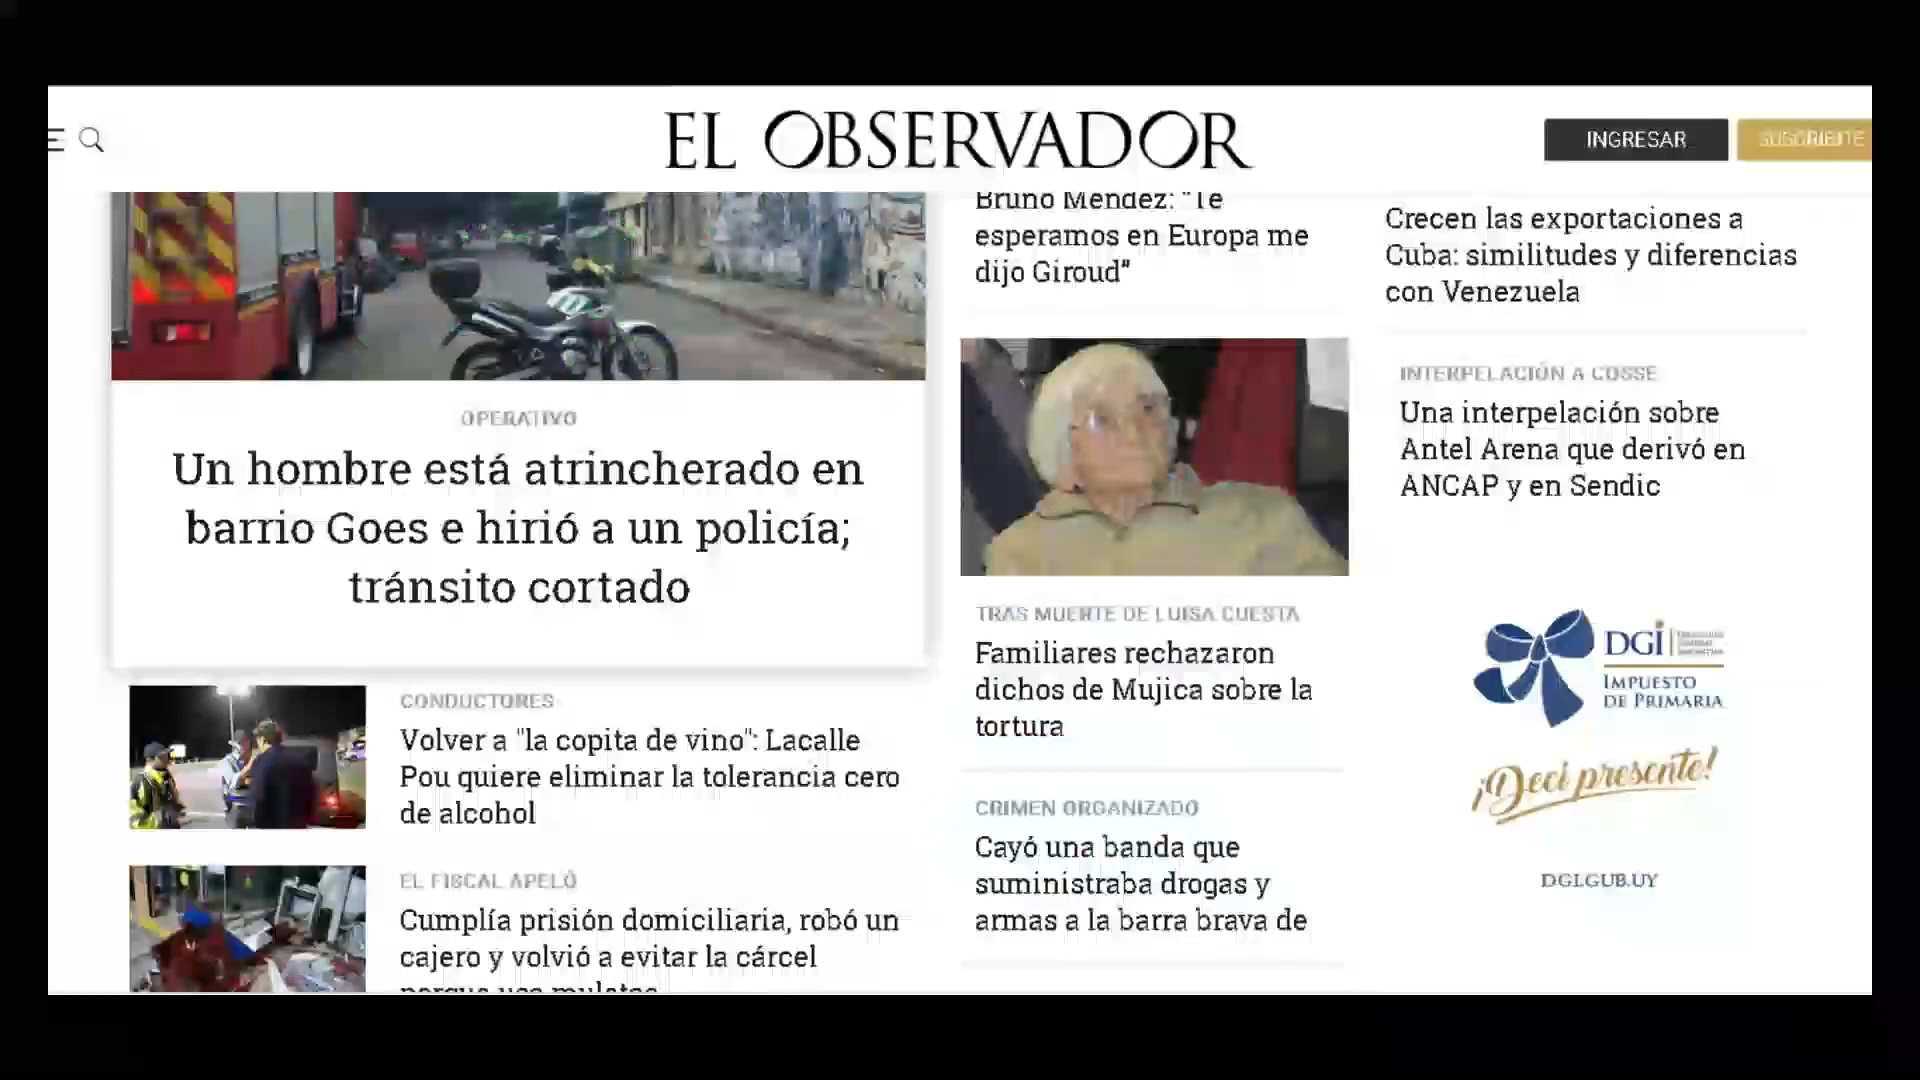 EL OBSERVADOR
INGRESAR
SUSCRIBITE
OPERATIVO
Un hombre está atrincherado en
barrio Goes e hirió a un policía;
tránsito cortado
CONDUCTORES
Volver a "la copita de vino": Lacalle
Pou quiere eliminar la tolerancia cero
de alcohol
EL FISCAL APELÓ
Cumplía prisión domiciliaria, robó un
cajero y volvió a evitar la cárcel
Bruno Méndez: "Te
esperamos en Europa me
dijo Giroud"
TRAS MUERTE DE LUISA CUESTA
Familiares rechazaron
dichos de Mujica sobre la
tortura
CRIMEN ORGANIZADO
Cayó una banda que
suministraba drogas y
armas a la barra brava de
Crecen las exportaciones a
Cuba: similitudes y diferencias
con Venezuela
INTERPELACIÓN A COSSE
Una interpelación sobre
Antel Arena que derivó en
ANCAP y en Sendic
DGI
IMPUESTO
DE PRIMARIA
¡Decí presente!
DGI.GUB.UY